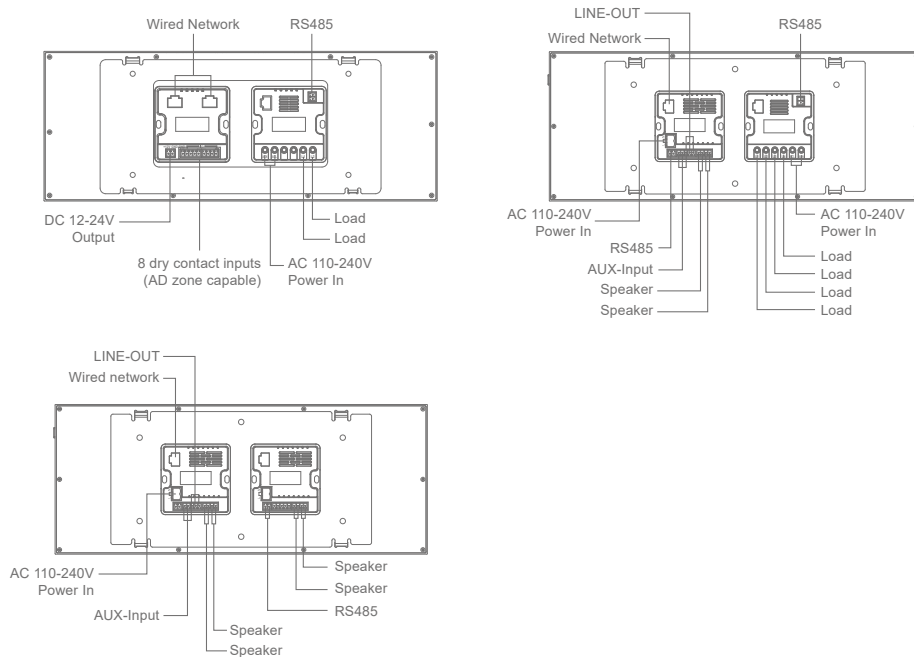 Wired Network
RS485
DC 12-24V
Output
8 dry contact inputs
(AD zone capable)
AC 110-240V
Power In
Load
Load
LINE-OUT
Wired Network
RS485
AC 110-240V
Power In
RS485
AUX-Input
Speaker
Speaker
AC 110-240V
Power In
Load
Load
Load
Load
LINE-OUT
Wired network
AC 110-240V
Power In
AUX-Input
Speaker
Speaker
Speaker
Speaker
RS485